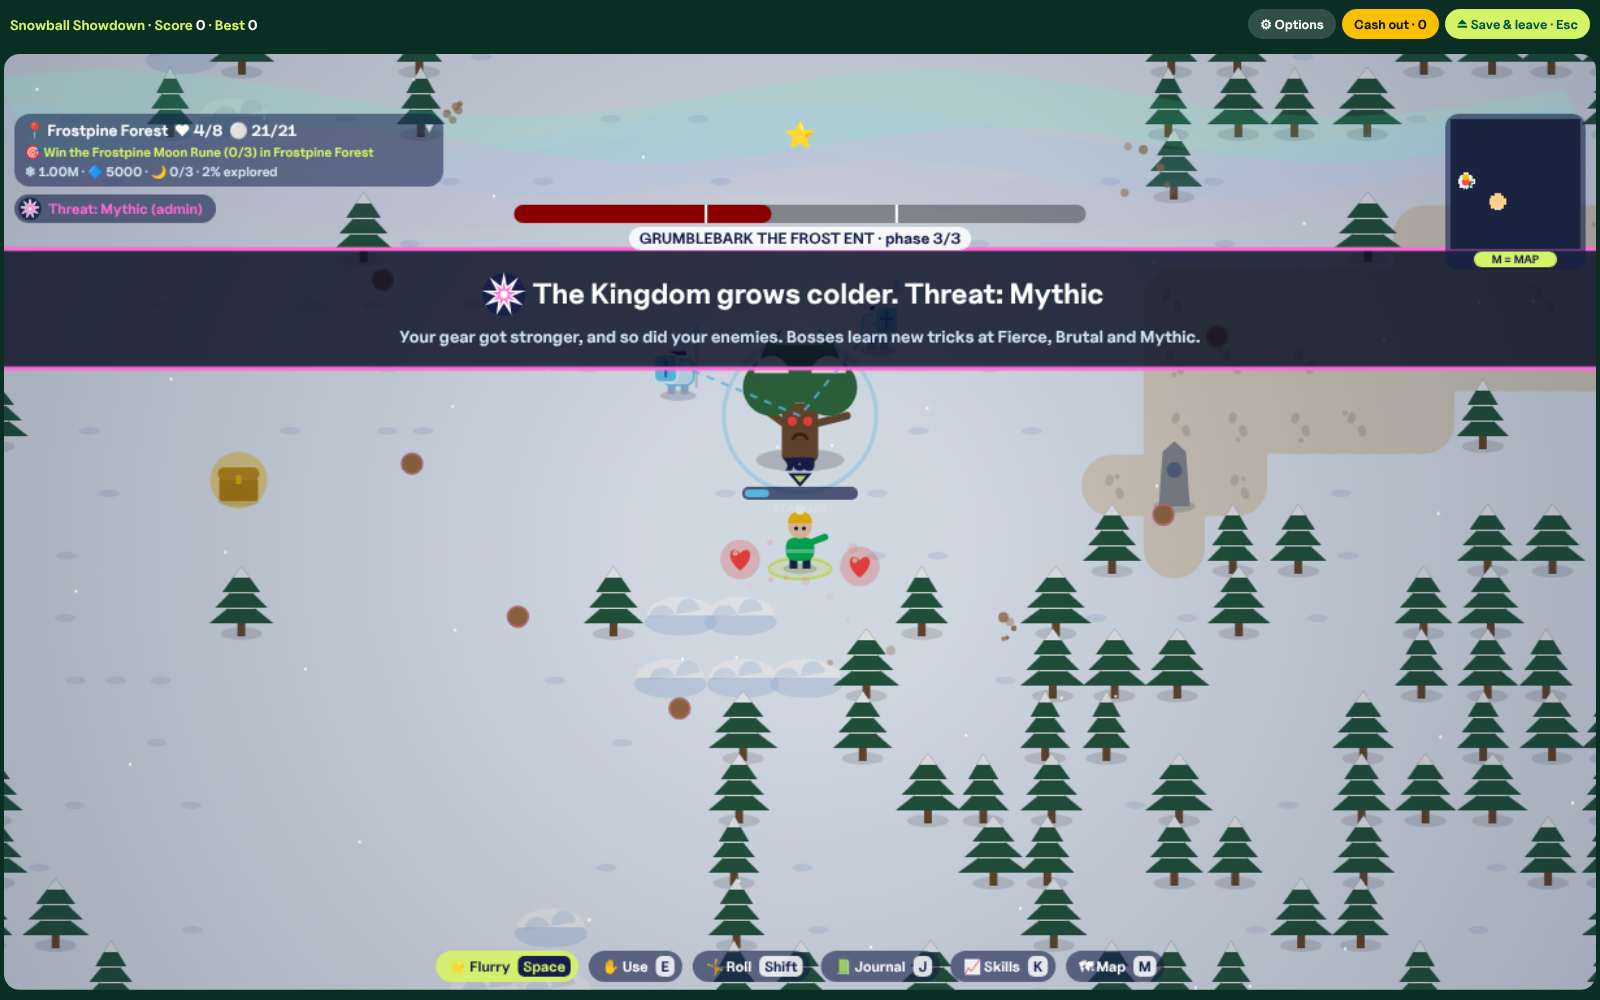 Snowball Showdown · Score 0 · Best 0
⚙ Options
Cash out · 0
⏏ Save & leave · Esc
📍 Frostpine Forest ♥ 4/8 ⚪ 21/21 ▼
🎯 Win the Frostpine Moon Rune (0/3) in Frostpine Forest
❄ 1.00M · 🔷 5000 · 🌙 0/3 · 2% explored
Threat: Mythic (admin)
GRUMBLEBARK THE FROST ENT · phase 3/3
M = MAP
The Kingdom grows colder. Threat: Mythic
Your gear got stronger, and so did your enemies. Bosses learn new tricks at Fierce, Brutal and Mythic.
⭐ Flurry Space
✋ Use E
🤸 Roll Shift
📗 Journal J
📈 Skills K
🗺 Map M